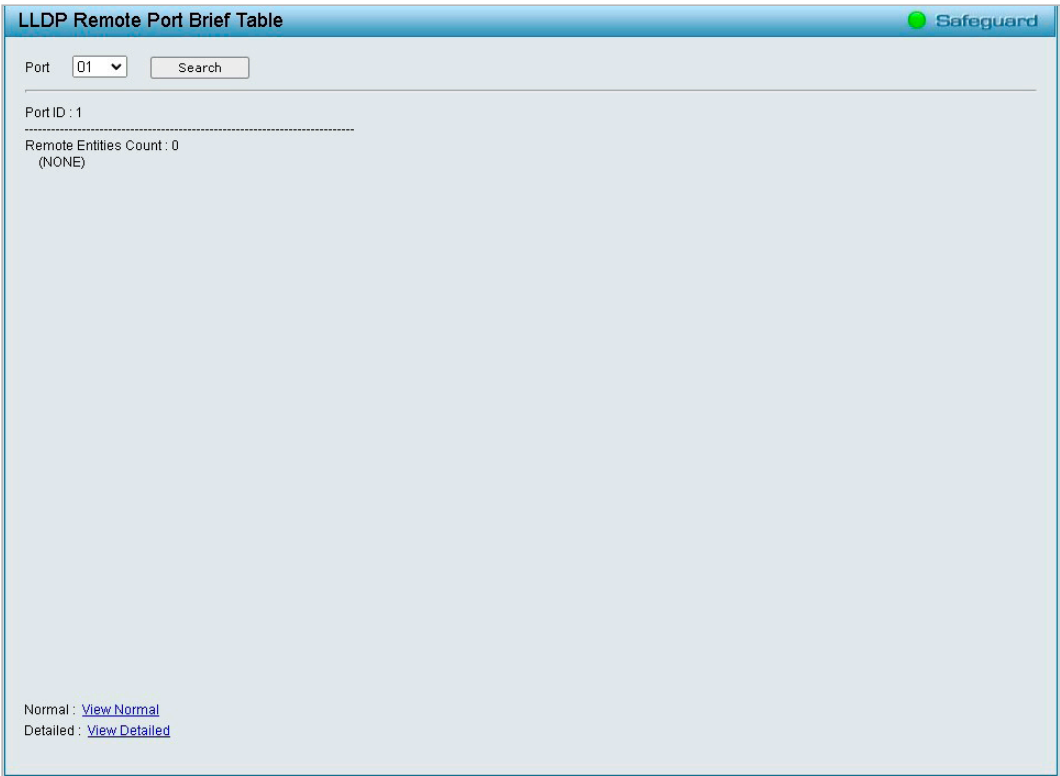 LLDP Remote Port Brief Table Safeguard
Port 01 Search
Port ID : 1
--------------------------------------------------------------------------
Remote Entities Count : 0
(NONE)
Normal : View Normal
Detailed : View Detailed